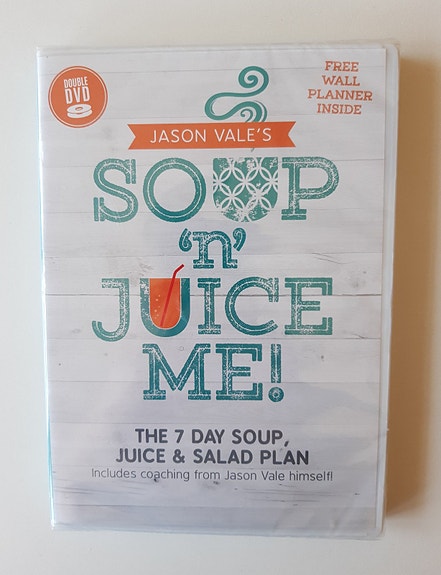 DOUBLE
DVD
FREE
WALL
PLANNER
INSIDE
JASON VALE'S
SOUP
'n'
JUICE
ME!
THE 7 DAY SOUP,
JUICE & SALAD PLAN
Includes coaching from Jason Vale himself!